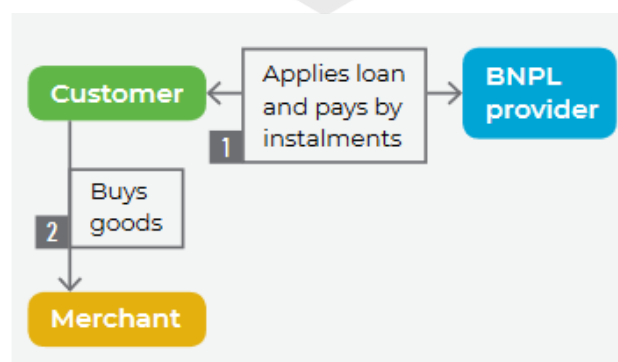 Customer
Applies loan
and pays by
instalments
1
BNPL
provider
Buys
goods
2
Merchant